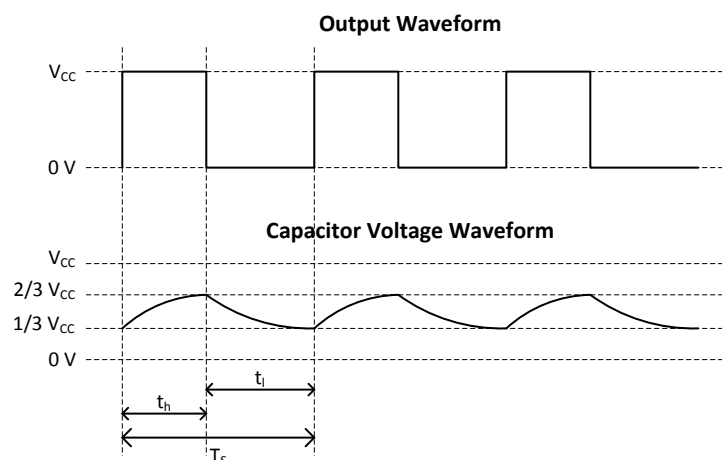 Output Waveform
VCC
0 V
Capacitor Voltage Waveform
VCC
2/3 VCC
1/3 VCC
0 V
tl
th
Ts